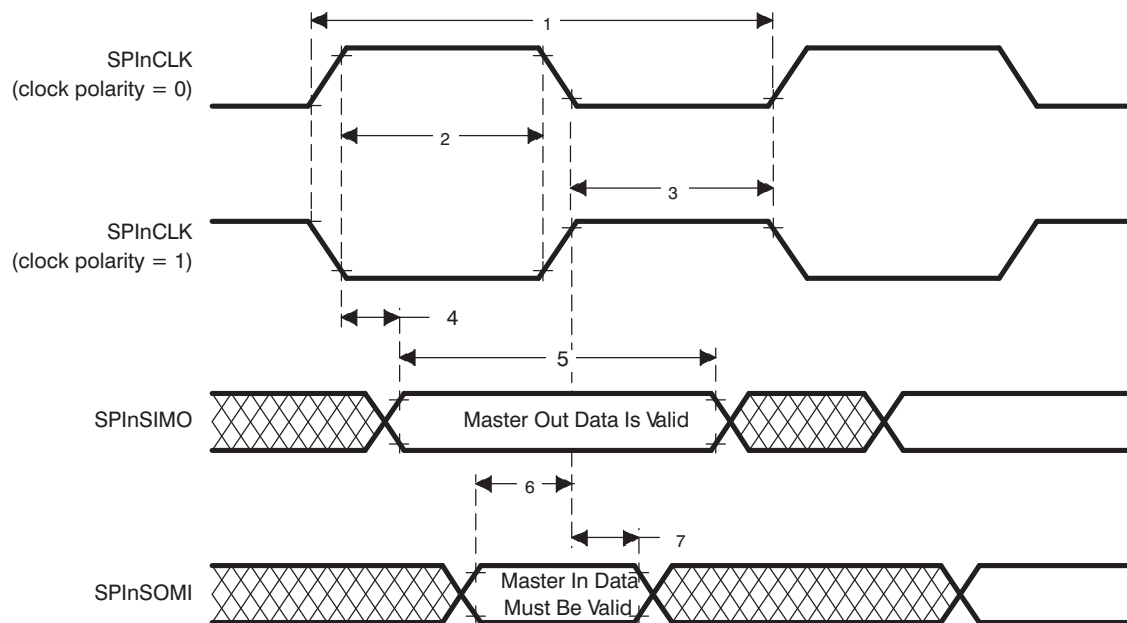 1
SPInCLK
(clock polarity = 0)
2
3
SPInCLK
(clock polarity = 1)
4
5
SPInSIMO
Master Out Data Is Valid
6
7
SPInSOMI
Master In Data
Must Be Valid